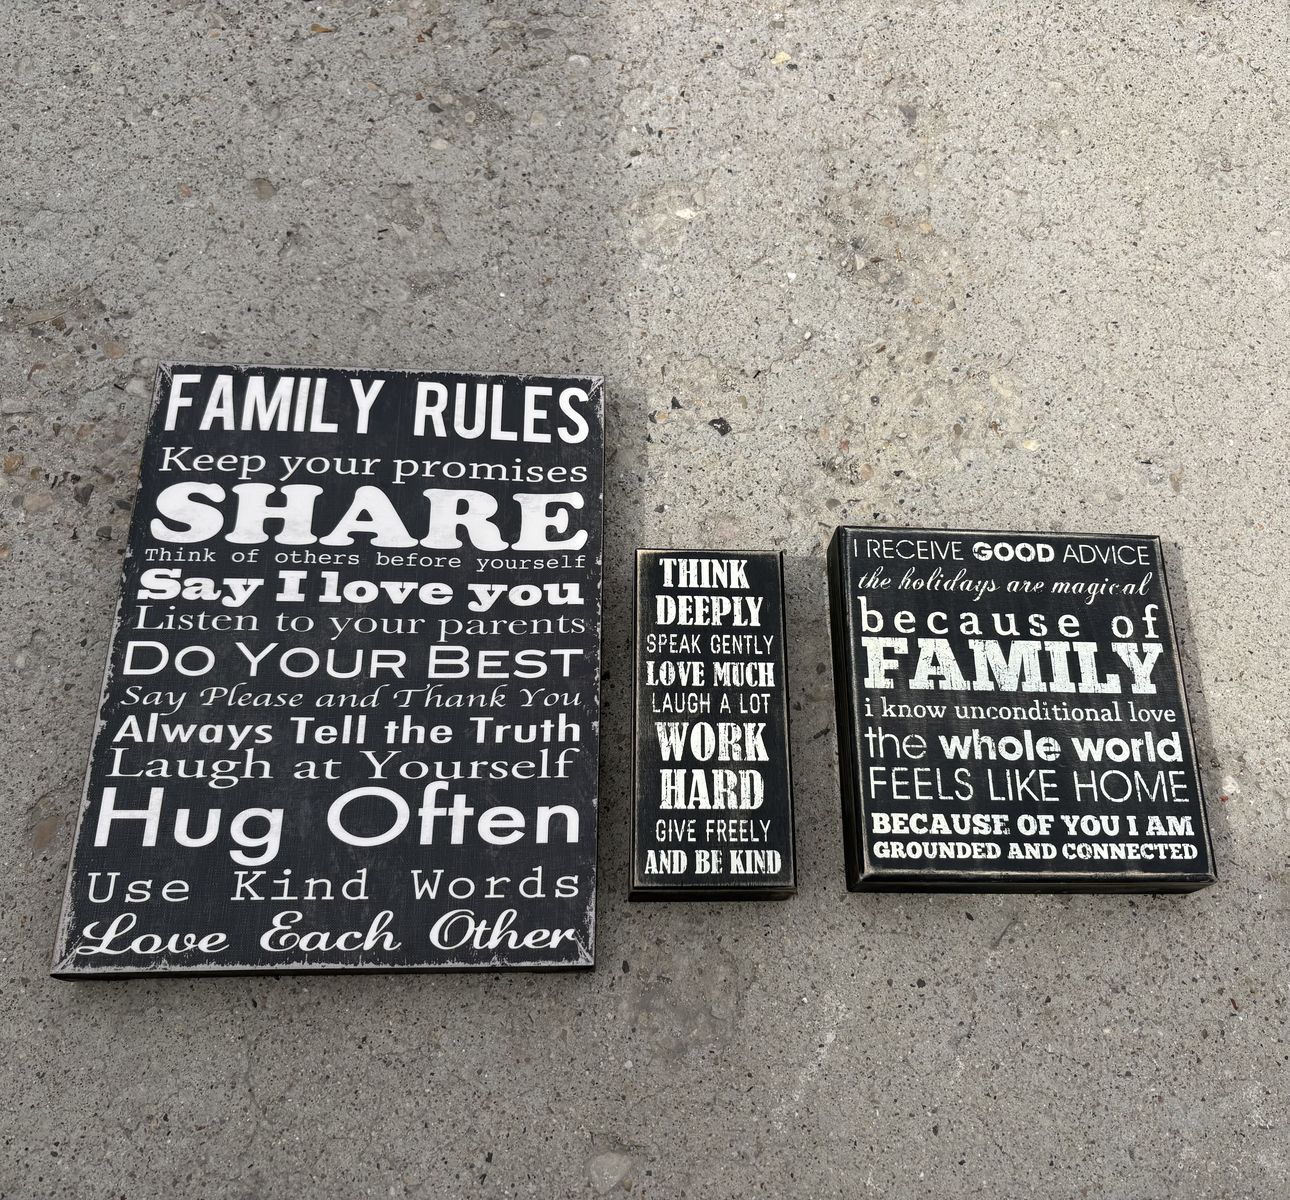 FAMILY RULES
Keep your promises
SHARE
Think of others before yourself
Say I love you
Listen to your parents
DO YOUR BEST
Say Please and Thank You
Always Tell the Truth
Laugh at Yourself
Hug Often
Use Kind Words
Love Each Other
THINK
DEEPLY
SPEAK GENTLY
LOVE MUCH
LAUGH A LOT
WORK
HARD
GIVE FREELY
AND BE KIND
I RECEIVE GOOD ADVICE
the holidays are magical
because of
FAMILY
i know unconditional love
the whole world
FEELS LIKE HOME
BECAUSE OF YOU I AM
GROUNDED AND CONNECTED